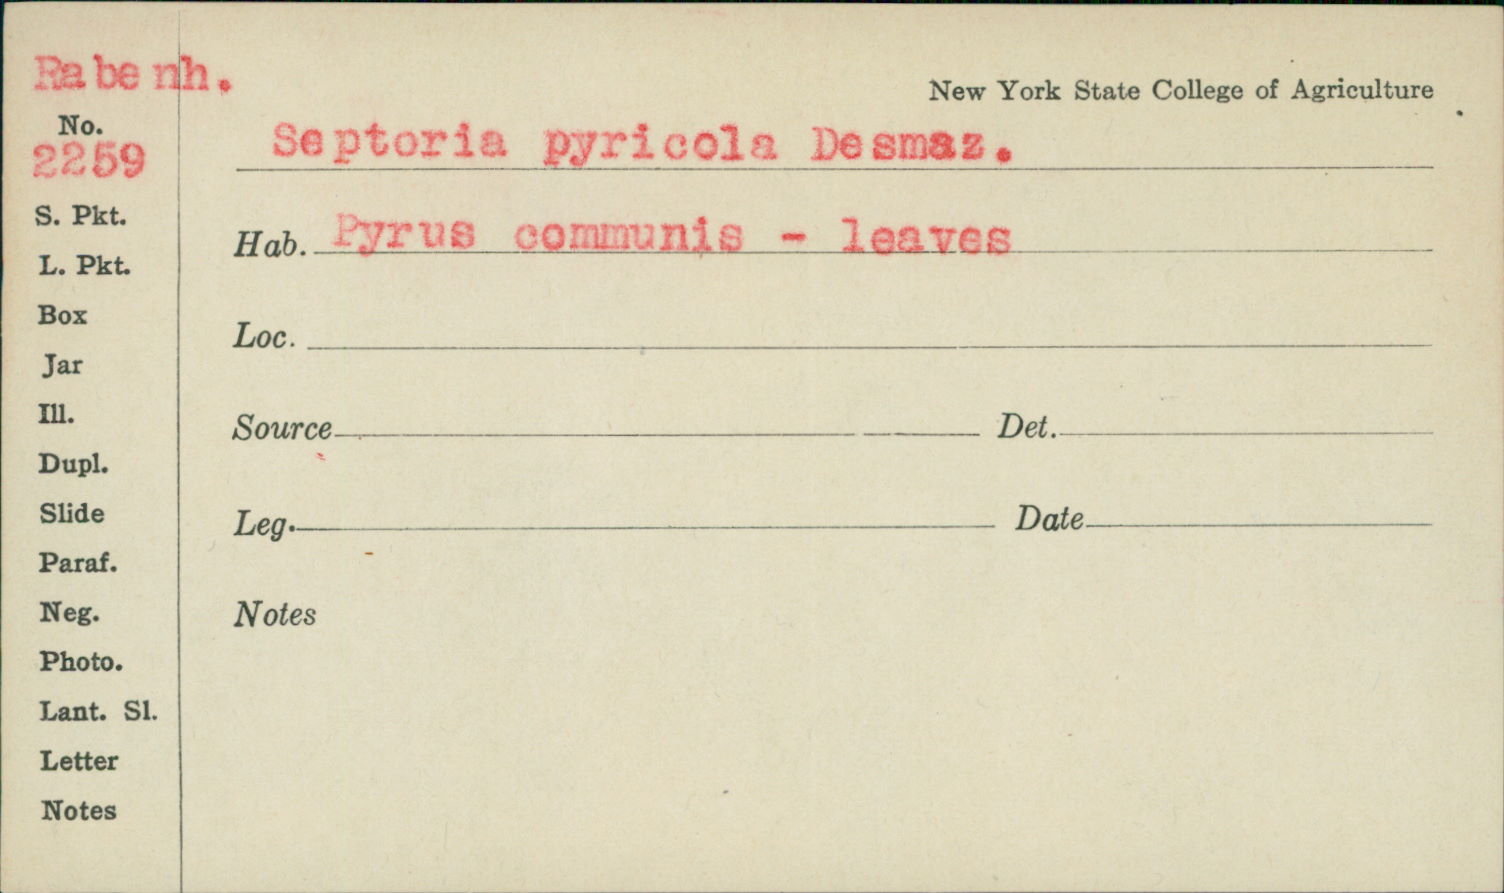 Rabenh.
New York State College of Agriculture
No.
2259
Septoria pyricola Desmaz.
S. Pkt.
Hab. Pyrus communis - leaves
L. Pkt.
Box
Loc.
Jar
Ill.
Source Det.
Dupl.
Slide
Leg. Date
Paraf.
Neg.
Notes
Photo.
Lant. Sl.
Letter
Notes